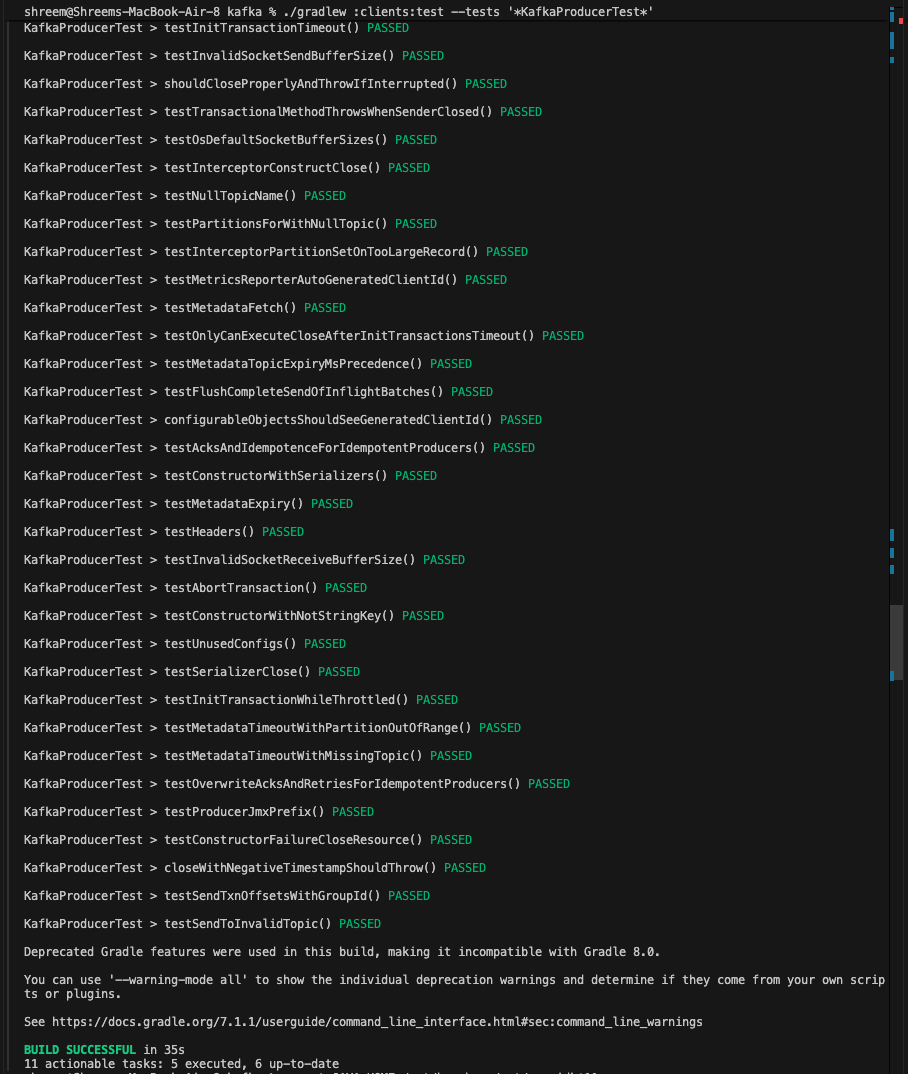 shreem@Shreems-MacBook-Air-8 kafka % ./gradlew :clients:test --tests '*KafkaProducerTest*'
KafkaProducerTest > testInitTransactionTimeout() PASSED
KafkaProducerTest > testInvalidSocketSendBufferSize() PASSED
KafkaProducerTest > shouldCloseProperlyAndThrowIfInterrupted() PASSED
KafkaProducerTest > testTransactionalMethodThrowsWhenSenderClosed() PASSED
KafkaProducerTest > testOsDefaultSocketBufferSizes() PASSED
KafkaProducerTest > testInterceptorConstructClose() PASSED
KafkaProducerTest > testNullTopicName() PASSED
KafkaProducerTest > testPartitionsForWithNullTopic() PASSED
KafkaProducerTest > testInterceptorPartitionSetOnTooLargeRecord() PASSED
KafkaProducerTest > testMetricsReporterAutoGeneratedClientId() PASSED
KafkaProducerTest > testMetadataFetch() PASSED
KafkaProducerTest > testOnlyCanExecuteCloseAfterInitTransactionsTimeout() PASSED
KafkaProducerTest > testMetadataTopicExpiryMsPrecedence() PASSED
KafkaProducerTest > testFlushCompleteSendOfInflightBatches() PASSED
KafkaProducerTest > configurableObjectsShouldSeeGeneratedClientId() PASSED
KafkaProducerTest > testAcksAndIdempotenceForIdempotentProducers() PASSED
KafkaProducerTest > testConstructorWithSerializers() PASSED
KafkaProducerTest > testMetadataExpiry() PASSED
KafkaProducerTest > testHeaders() PASSED
KafkaProducerTest > testInvalidSocketReceiveBufferSize() PASSED
KafkaProducerTest > testAbortTransaction() PASSED
KafkaProducerTest > testConstructorWithNotStringKey() PASSED
KafkaProducerTest > testUnusedConfigs() PASSED
KafkaProducerTest > testSerializerClose() PASSED
KafkaProducerTest > testInitTransactionWhileThrottled() PASSED
KafkaProducerTest > testMetadataTimeoutWithPartitionOutOfRange() PASSED
KafkaProducerTest > testMetadataTimeoutWithMissingTopic() PASSED
KafkaProducerTest > testOverwriteAcksAndRetriesForIdempotentProducers() PASSED
KafkaProducerTest > testProducerJmxPrefix() PASSED
KafkaProducerTest > testConstructorFailureCloseResource() PASSED
KafkaProducerTest > closeWithNegativeTimestampShouldThrow() PASSED
KafkaProducerTest > testSendTxnOffsetsWithGroupId() PASSED
KafkaProducerTest > testSendToInvalidTopic() PASSED
Deprecated Gradle features were used in this build, making it incompatible with Gradle 8.0.
You can use '--warning-mode all' to show the individual deprecation warnings and determine if they come from your own scrip
ts or plugins.
See https://docs.gradle.org/7.1.1/userguide/command_line_interface.html#sec:command_line_warnings
BUILD SUCCESSFUL in 35s
11 actionable tasks: 5 executed, 6 up-to-date